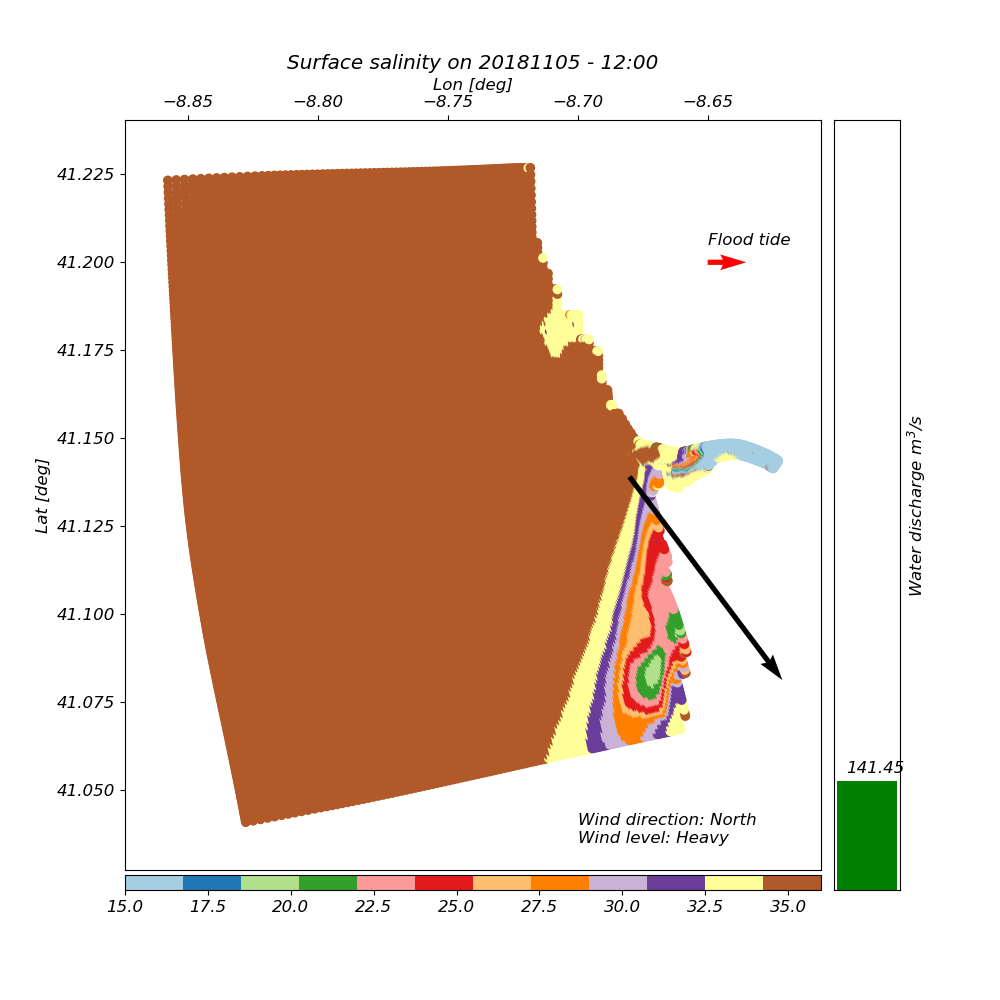 Surface salinity on 20181105 - 12:00
Lon [deg]
−8.85 −8.80 −8.75 −8.70 −8.65
41.225
41.200
41.175
41.150
41.125
41.100
41.075
41.050
Lat [deg]
Flood tide
Wind direction: North
Wind level: Heavy
15.0 17.5 20.0 22.5 25.0 27.5 30.0 32.5 35.0
141.45
Water discharge m³/s